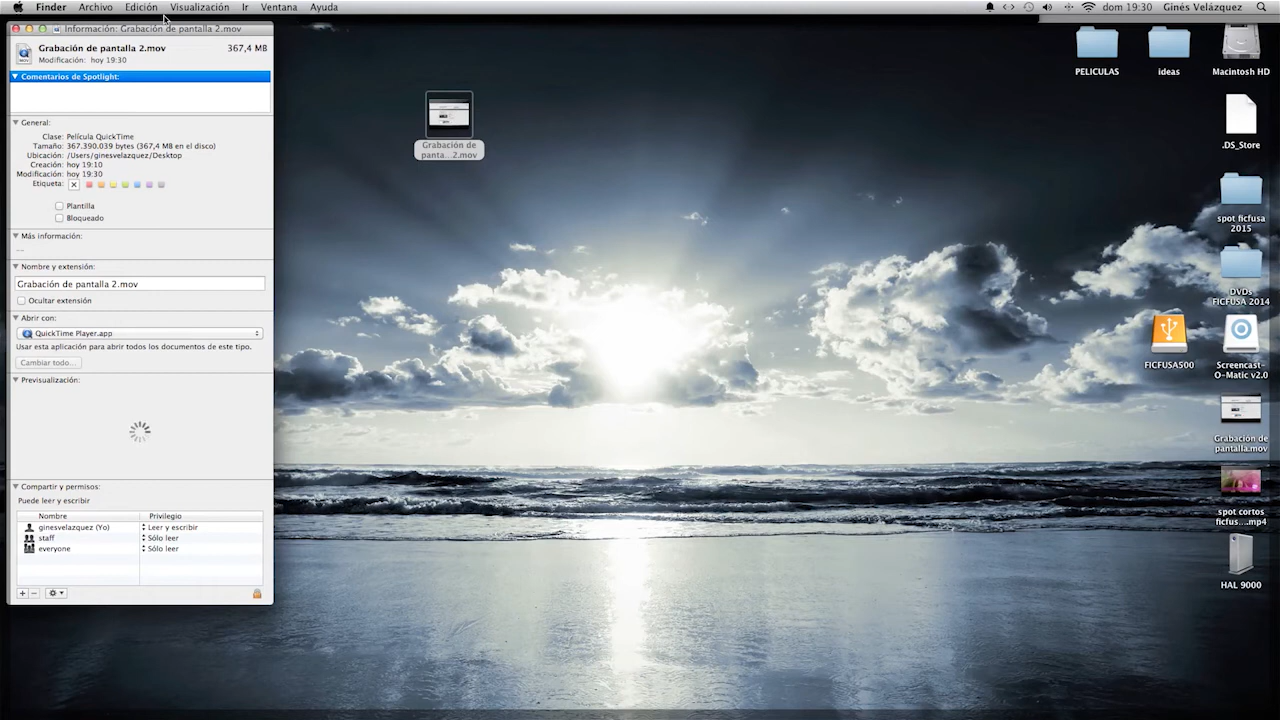 Finder Archivo Edición Visualización Ir Ventana Ayuda
dom 19:30 Ginés Velázquez
Información: Grabación de pantalla 2.mov
Grabación de pantalla 2.mov 367,4 MB
Modificación: hoy 19:30
Comentarios de Spotlight:
General:
Clase: Película QuickTime
Tamaño: 367.390.039 bytes (367,4 MB en el disco)
Ubicación: /Users/ginesvelazquez/Desktop
Creación: hoy 19:10
Modificación: hoy 19:30
Etiqueta:
Plantilla
Bloqueado
Más información:
--
Nombre y extensión:
Grabación de pantalla 2.mov
Ocultar extensión
Abrir con:
QuickTime Player.app
Usar esta aplicación para abrir todos los documentos de este tipo.
Cambiar todo...
Previsualización:
Compartir y permisos:
Puede leer y escribir
Nombre Privilegio
ginesvelazquez (Yo) Leer y escribir
staff Sólo leer
everyone Sólo leer
MOV
Grabación de
panta... 2.mov
PELICULAS
ideas
Macintosh HD
.DS_Store
spot ficfusa
2015
DVDs
FICFUSA 2014
FICFUSA500
Screencast-
O-Matic v2.0
Grabacion de
pantalla.mov
spot cortos
ficfus....mp4
HAL 9000